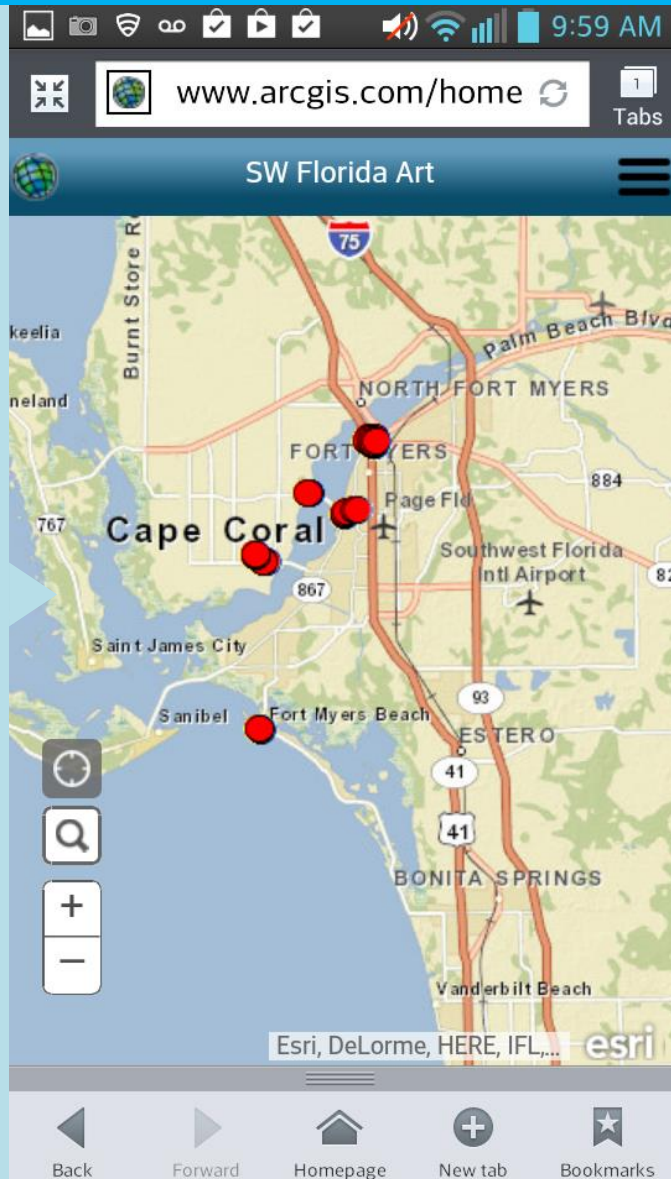 9:59 AM
www.arcgis.com/home
1
Tabs
SW Florida Art
75
Burnt Store Ro
Palm Beach Blvd
keelia
NORTH FORT MYERS
neland
FORT MYERS
884
Page Fld
767
Cape Coral
Southwest Florida
Intl Airport
82
867
Saint James City
93
Sanibel
Fort Myers Beach
ESTERO
41
41
BONITA SPRINGS
+
−
Vanderbilt Beach
Esri, DeLorme, HERE, IFL,...
esri
Back
Forward
Homepage
New tab
Bookmarks